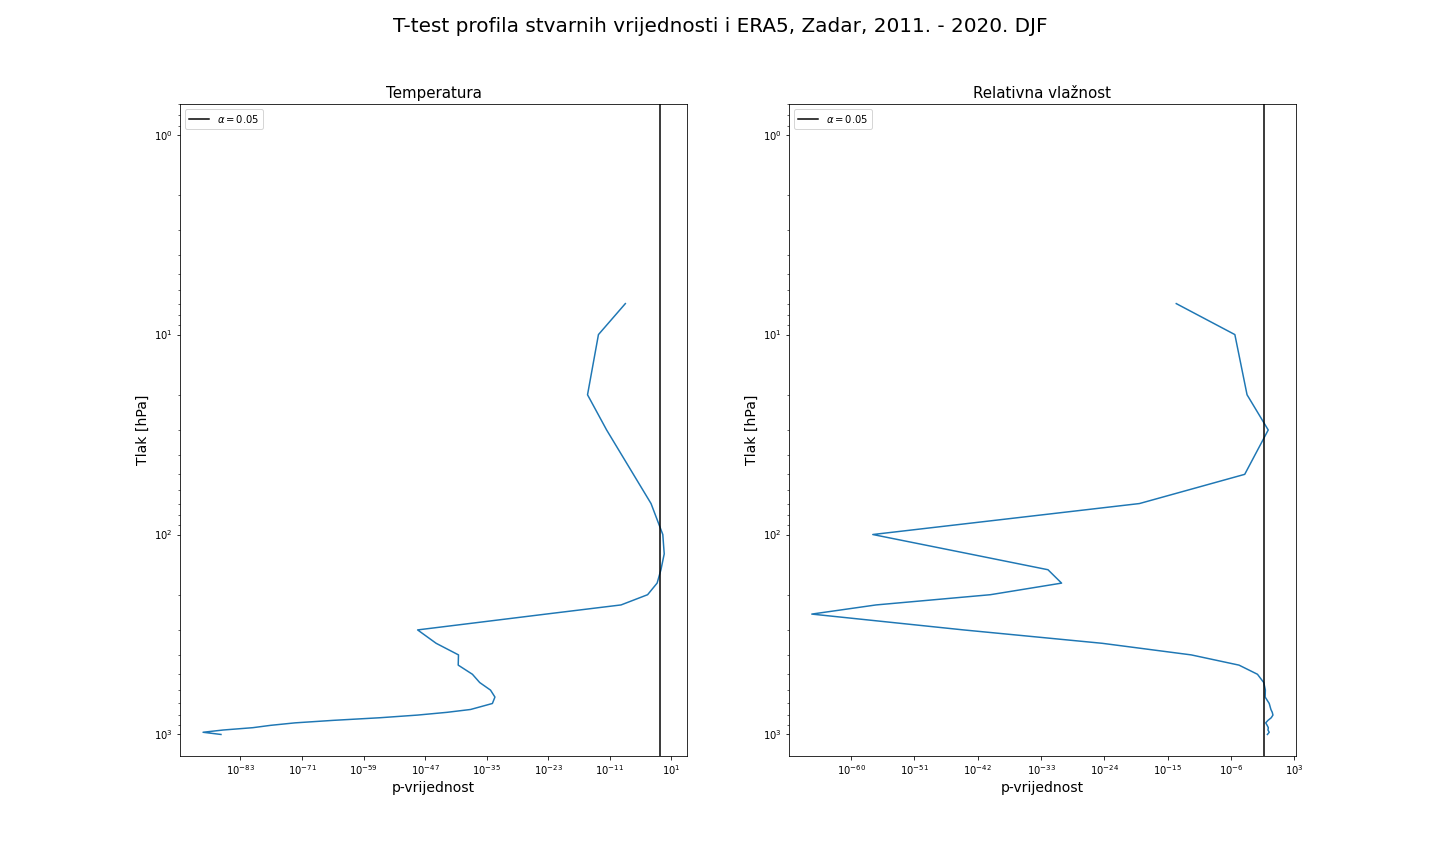 T-test profila stvarnih vrijednosti i ERA5, Zadar, 2011. - 2020. DJF
Temperatura
α = 0.05
10⁰
10¹
10²
10³
Tlak [hPa]
10⁻⁸³ 10⁻⁷¹ 10⁻⁵⁹ 10⁻⁴⁷ 10⁻³⁵ 10⁻²³ 10⁻¹¹ 10¹
p-vrijednost
Relativna vlažnost
α = 0.05
10⁰
10¹
10²
10³
Tlak [hPa]
10⁻⁶⁰ 10⁻⁵¹ 10⁻⁴² 10⁻³³ 10⁻²⁴ 10⁻¹⁵ 10⁻⁶ 10³
p-vrijednost